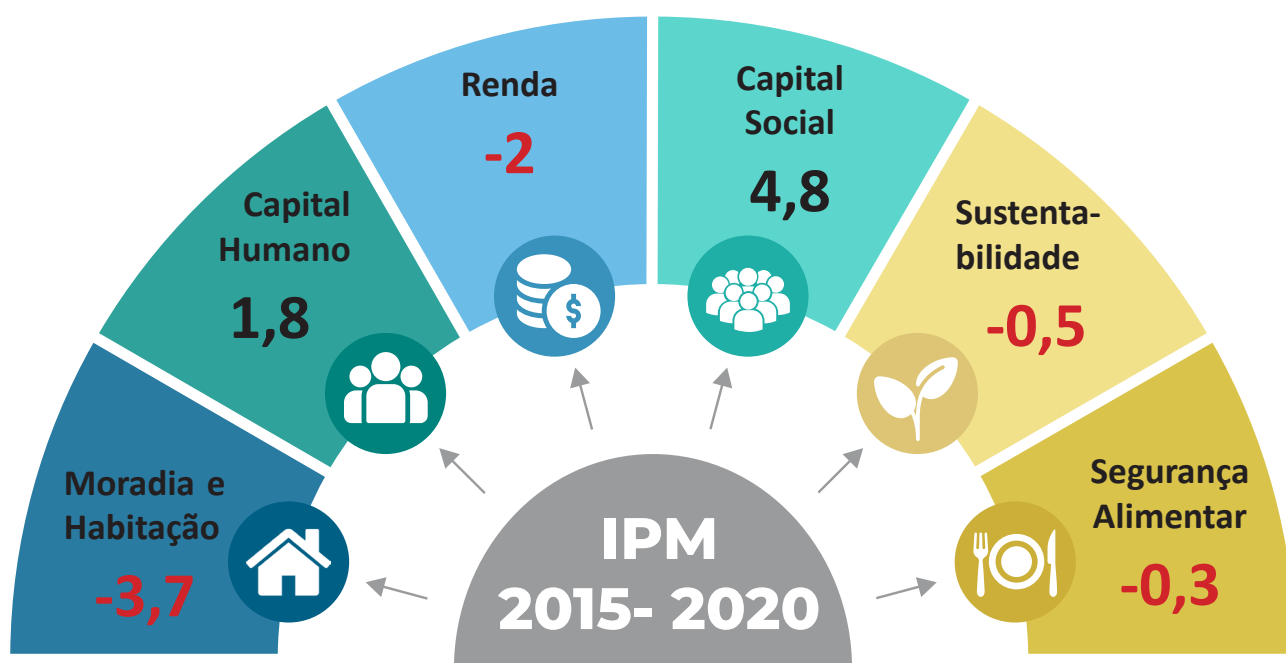 Moradia e
Habitação
-3,7
Capital
Humano
1,8
Renda
-2
$
Capital
Social
4,8
Sustenta-
bilidade
-0,5
Segurança
Alimentar
-0,3
IPM
2015- 2020